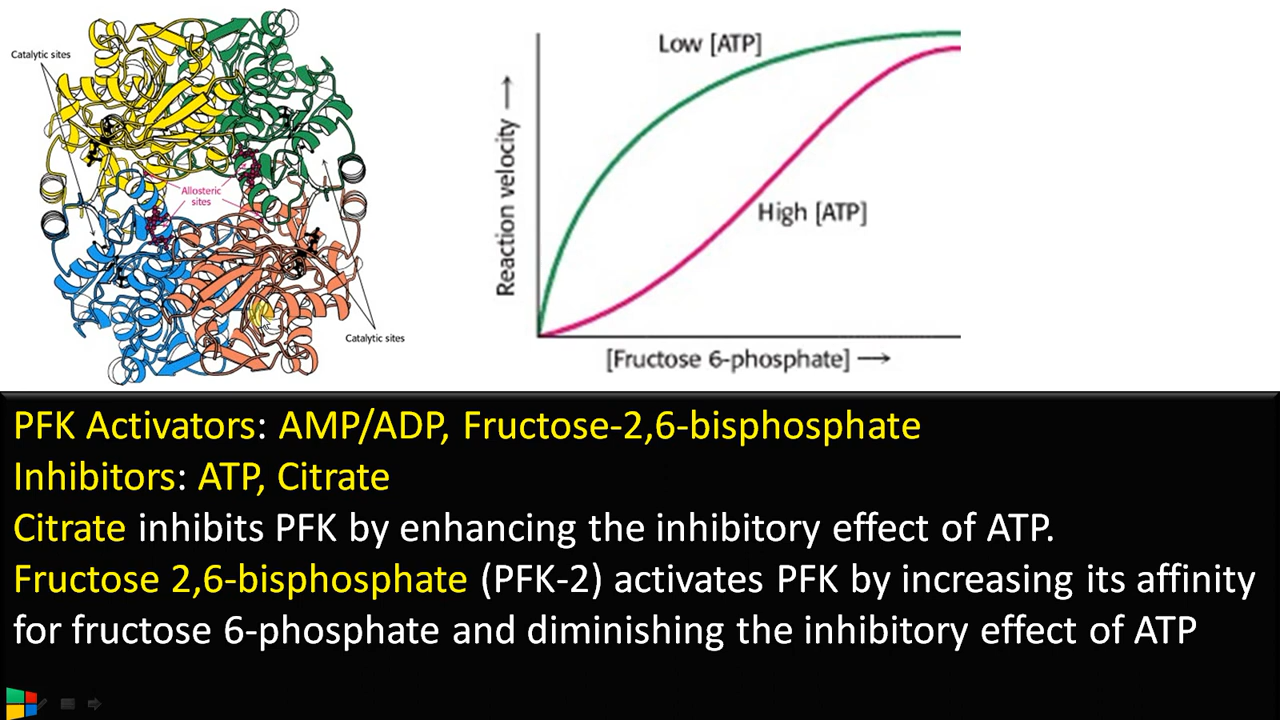 Catalytic sites
Allosteric
sites
Catalytic sites
Low [ATP]
High [ATP]
Reaction velocity →
[Fructose 6-phosphate] →
PFK Activators: AMP/ADP, Fructose-2,6-bisphosphate
Inhibitors: ATP, Citrate
Citrate inhibits PFK by enhancing the inhibitory effect of ATP.
Fructose 2,6-bisphosphate (PFK-2) activates PFK by increasing its affinity
for fructose 6-phosphate and diminishing the inhibitory effect of ATP